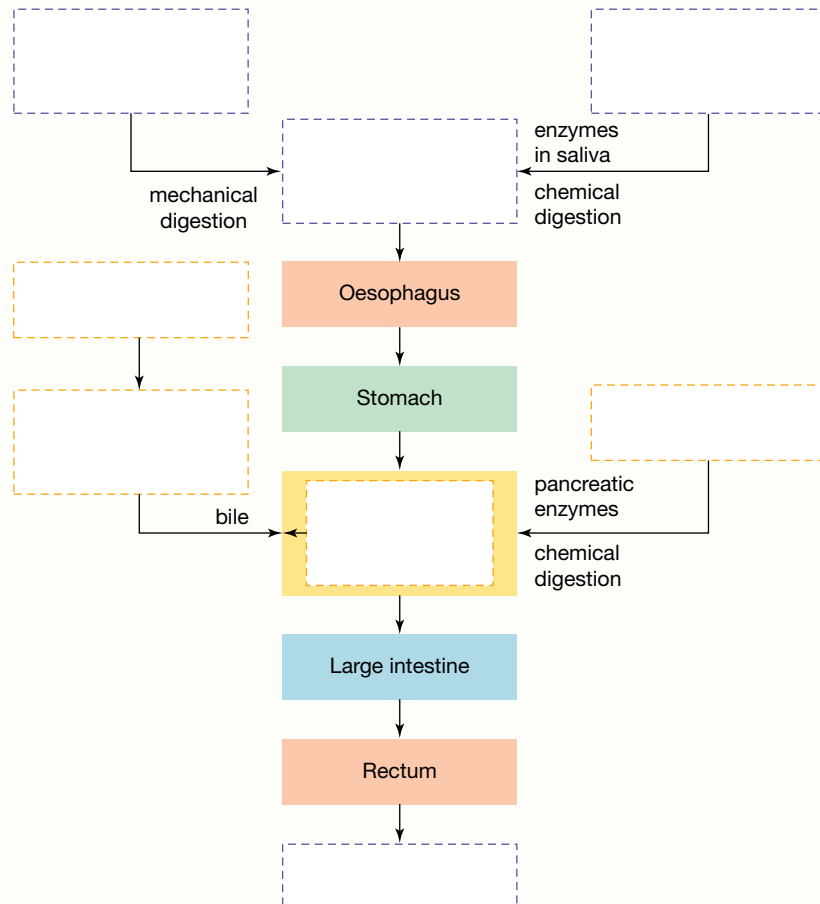 enzymes
in saliva
mechanical
digestion
chemical
digestion
Oesophagus
Stomach
pancreatic
enzymes
bile
chemical
digestion
Large intestine
Rectum